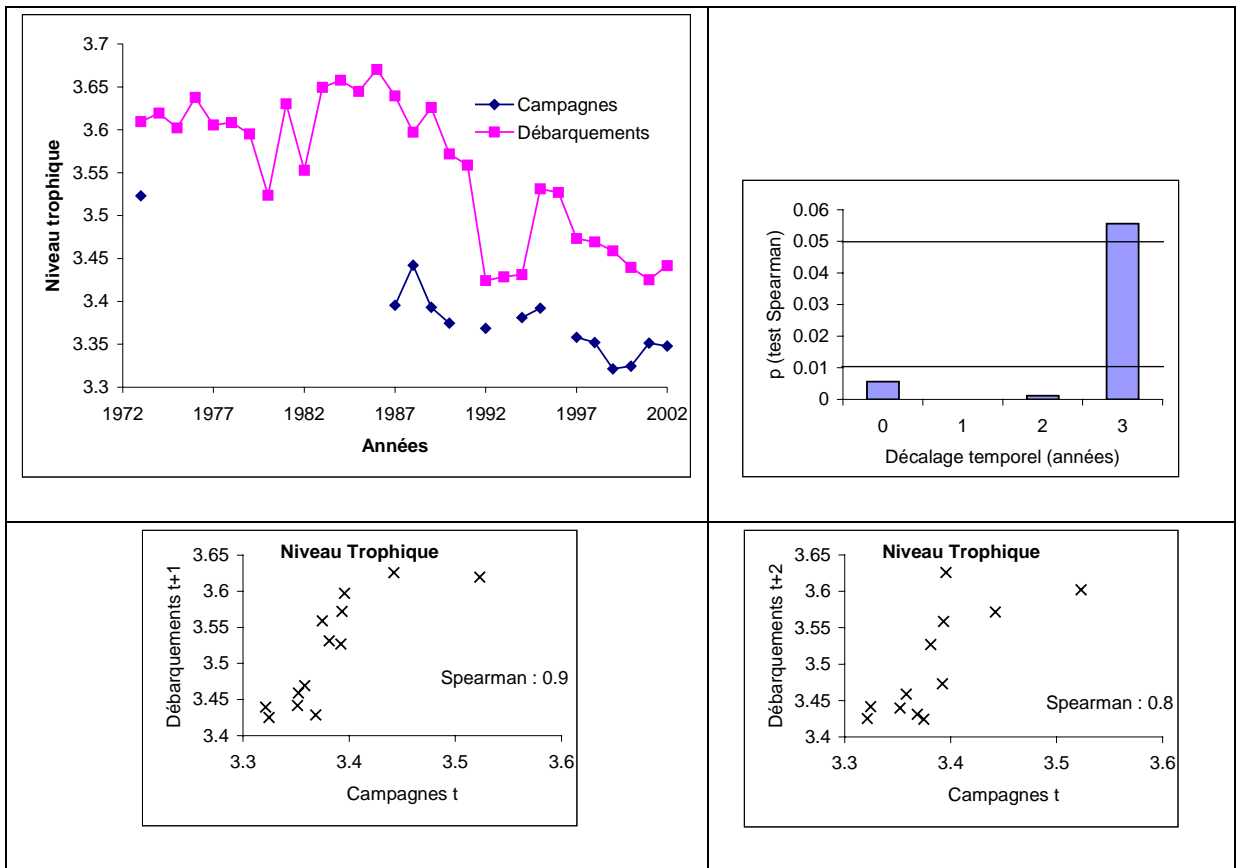 3.7
3.65
3.6
3.55
3.5
3.45
3.4
3.35
3.3
Niveau trophique
1972 1977 1982 1987 1992 1997 2002
Années
Campagnes
Débarquements
0.06
0.05
0.04
0.03
0.02
0.01
0
p (test Spearman)
0 1 2 3
Décalage temporel (années)
Niveau Trophique
3.65
3.6
3.55
3.5
3.45
3.4
Débarquements t+1
Spearman : 0.9
3.3 3.4 3.5 3.6
Campagnes t
Niveau Trophique
3.65
3.6
3.55
3.5
3.45
3.4
Débarquements t+2
Spearman : 0.8
3.3 3.4 3.5 3.6
Campagnes t